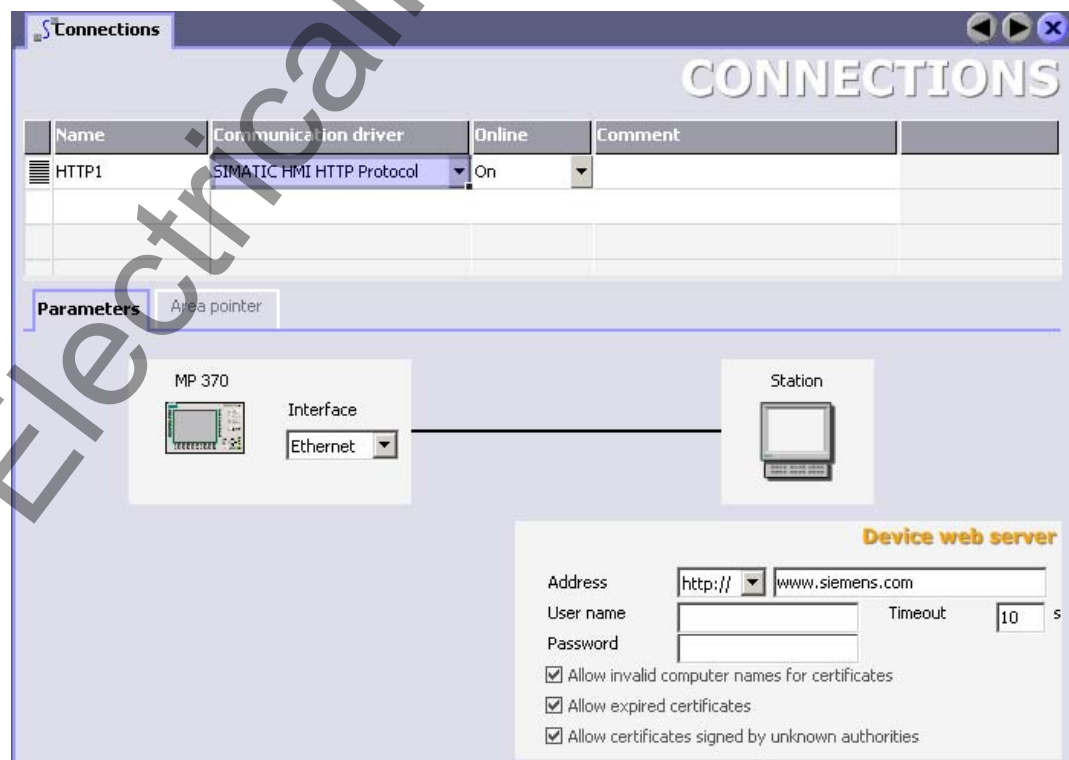 Connections
CONNECTIONS
Name Communication driver Online Comment
HTTP1 SIMATIC HMI HTTP Protocol On
Parameters Area pointer
MP 370
Station
Interface
Ethernet
Device web server
Address http:// www.siemens.com
User name Timeout 10 s
Password
Allow invalid computer names for certificates
Allow expired certificates
Allow certificates signed by unknown authorities
Electrical